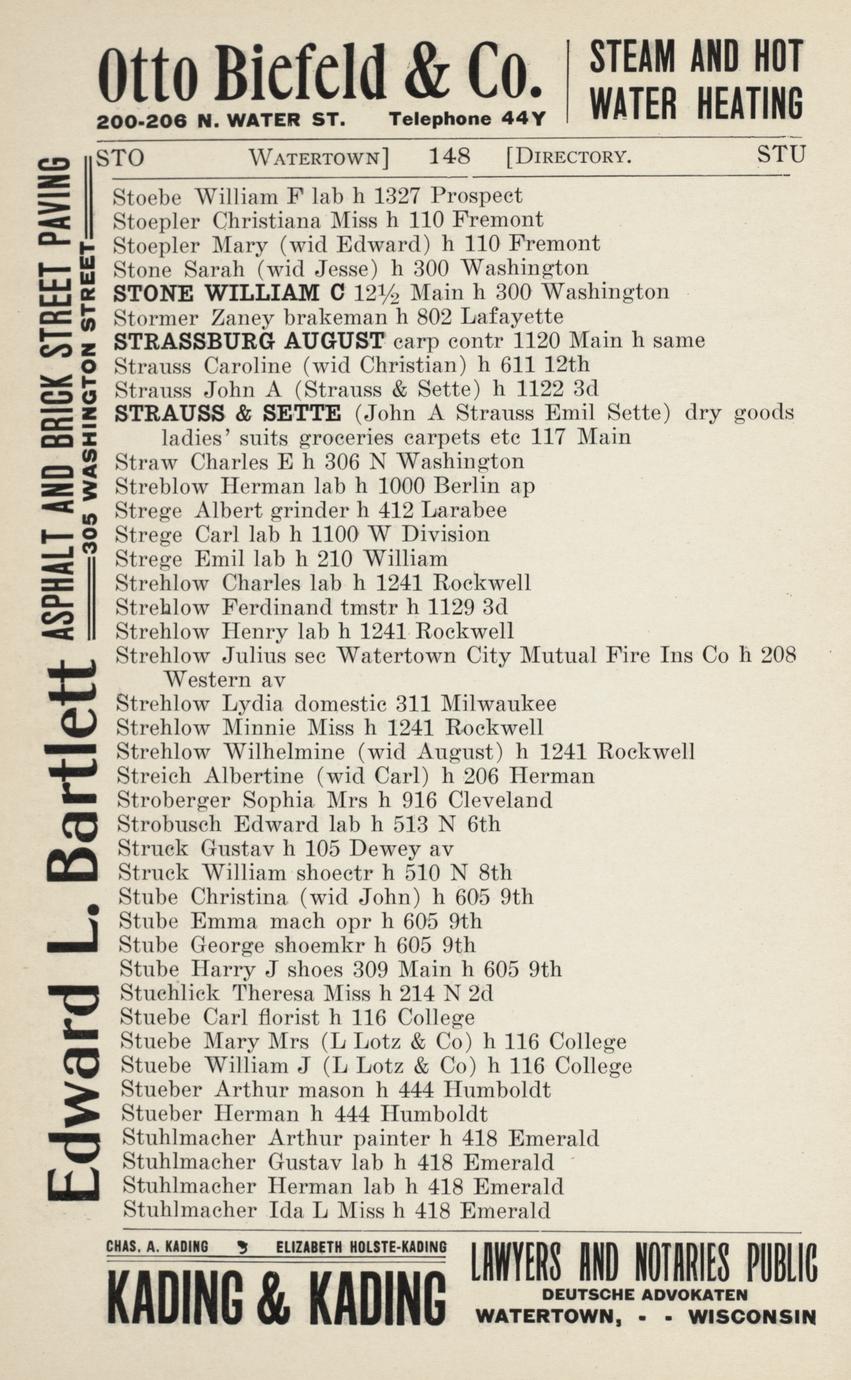 Otto Biefeld & Co.
200-206 N. WATER ST. Telephone 44Y
STEAM AND HOT
WATER HEATING
STO WATERTOWN] 148 [DIRECTORY. STU
Stoebe William F lab h 1327 Prospect
Stoepler Christiana Miss h 110 Fremont
Stoepler Mary (wid Edward) h 110 Fremont
Stone Sarah (wid Jesse) h 300 Washington
STONE WILLIAM C 12½ Main h 300 Washington
Stormer Zaney brakeman h 802 Lafayette
STRASSBURG AUGUST carp contr 1120 Main h same
Strauss Caroline (wid Christian) h 611 12th
Strauss John A (Strauss & Sette) h 1122 3d
STRAUSS & SETTE (John A Strauss Emil Sette) dry goods
ladies' suits groceries carpets etc 117 Main
Straw Charles E h 306 N Washington
Streblow Herman lab h 1000 Berlin ap
Strege Albert grinder h 412 Larabee
Strege Carl lab h 1100 W Division
Strege Emil lab h 210 William
Strehlow Charles lab h 1241 Rockwell
Strehlow Ferdinand tmstr h 1129 3d
Strehlow Henry lab h 1241 Rockwell
Strehlow Julius sec Watertown City Mutual Fire Ins Co h 208
Western av
Strehlow Lydia domestic 311 Milwaukee
Strehlow Minnie Miss h 1241 Rockwell
Strehlow Wilhelmine (wid August) h 1241 Rockwell
Streich Albertine (wid Carl) h 206 Herman
Stroberger Sophia Mrs h 916 Cleveland
Strobusch Edward lab h 513 N 6th
Struck Gustav h 105 Dewey av
Struck William shoectr h 510 N 8th
Stube Christina (wid John) h 605 9th
Stube Emma mach opr h 605 9th
Stube George shoemkr h 605 9th
Stube Harry J shoes 309 Main h 605 9th
Stuchlick Theresa Miss h 214 N 2d
Stuebe Carl florist h 116 College
Stuebe Mary Mrs (L Lotz & Co) h 116 College
Stuebe William J (L Lotz & Co) h 116 College
Stueber Arthur mason h 444 Humboldt
Stueber Herman h 444 Humboldt
Stuhlmacher Arthur painter h 418 Emerald
Stuhlmacher Gustav lab h 418 Emerald
Stuhlmacher Herman lab h 418 Emerald
Stuhlmacher Ida L Miss h 418 Emerald
Edward L. Bartlett ASPHALT AND BRICK STREET PAVING
305 WASHINGTON STREET
CHAS. A. KADING ELIZABETH HOLSTE-KADING
KADING & KADING
LAWYERS AND NOTARIES PUBLIC
DEUTSCHE ADVOKATEN
WATERTOWN, - - WISCONSIN